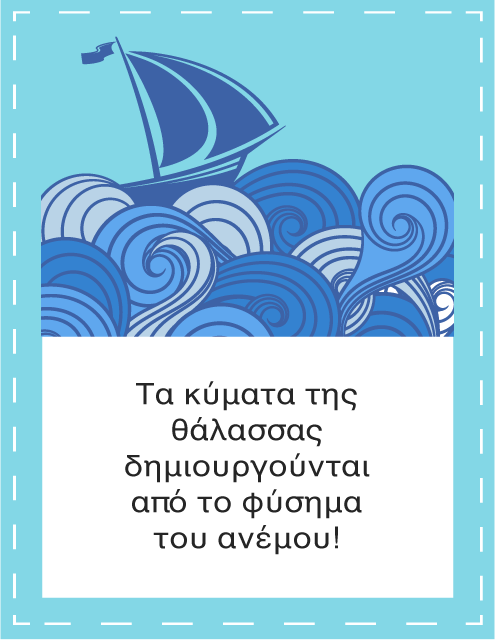 Τα κύματα της
θάλασσας
δημιουργούνται
από το φύσημα
του ανέμου!